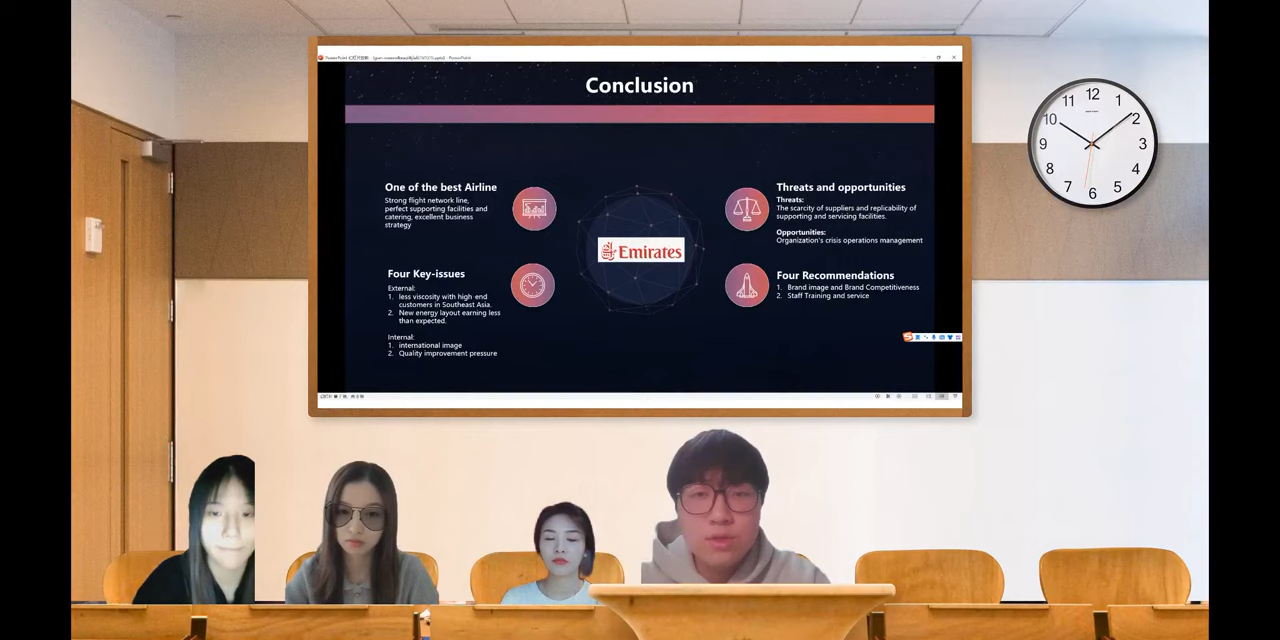 Conclusion
One of the best Airline
Strong flight network line,
perfect supporting facilities and
catering, excellent business
strategy
Four Key-issues
External:
1. less viscosity with high-end
customers in Southeast Asia.
2. New energy layout earning less
than expected.
Internal:
1. international image
2. Quality improvement pressure
Emirates
Threats and opportunities
Threats:
The scarcity of suppliers and replicability of
supporting and servicing facilities.
Opportunities:
Organization's crisis operations management
Four Recommendations
1. Brand image and Brand Competitiveness
2. Staff Training and service
12
1
2
3
4
5
6
7
8
9
10
11